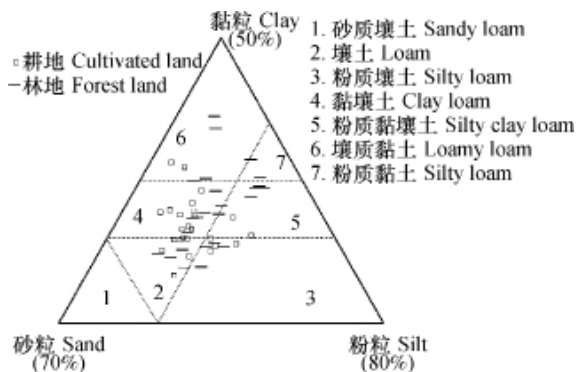 黏粒 Clay
(50%)
▫耕地 Cultivated land
─林地 Forest land
1. 砂质壤土 Sandy loam
2. 壤土 Loam
3. 粉质壤土 Silty loam
4. 黏壤土 Clay loam
5. 粉质黏壤土 Silty clay loam
6. 壤质黏土 Loamy loam
7. 粉质黏土 Silty loam
6
7
4
5
1
2
3
砂粒 Sand
(70%)
粉粒 Silt
(80%)